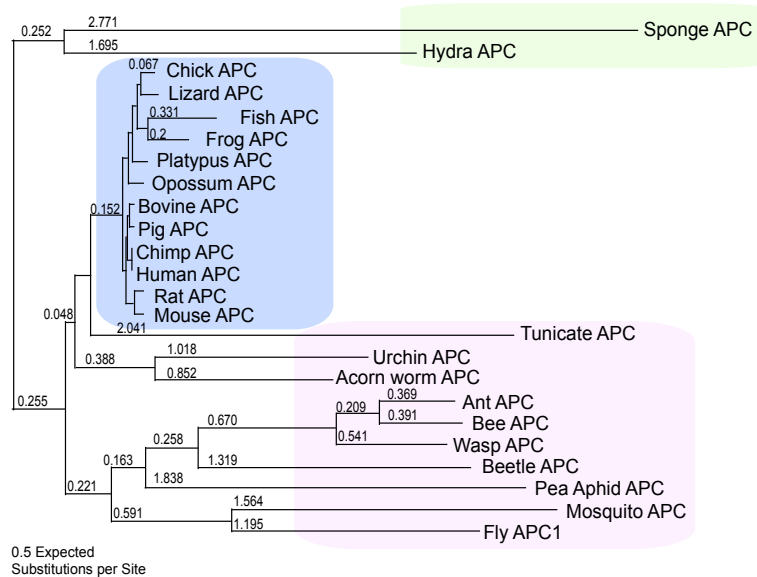 2.771
Sponge APC
0.252
1.695
Hydra APC
0.067
Chick APC
Lizard APC
0.331
Fish APC
0.2
Frog APC
Platypus APC
Opossum APC
0.152
Bovine APC
Pig APC
Chimp APC
Human APC
Rat APC
Mouse APC
0.048
2.041
Tunicate APC
1.018
Urchin APC
0.388
0.852
Acorn worm APC
0.255
0.369
Ant APC
0.209
0.391
Bee APC
0.670
0.541
Wasp APC
0.258
1.319
Beetle APC
0.163
1.838
Pea Aphid APC
0.221
1.564
Mosquito APC
0.591
1.195
Fly APC1
0.5 Expected
Substitutions per Site